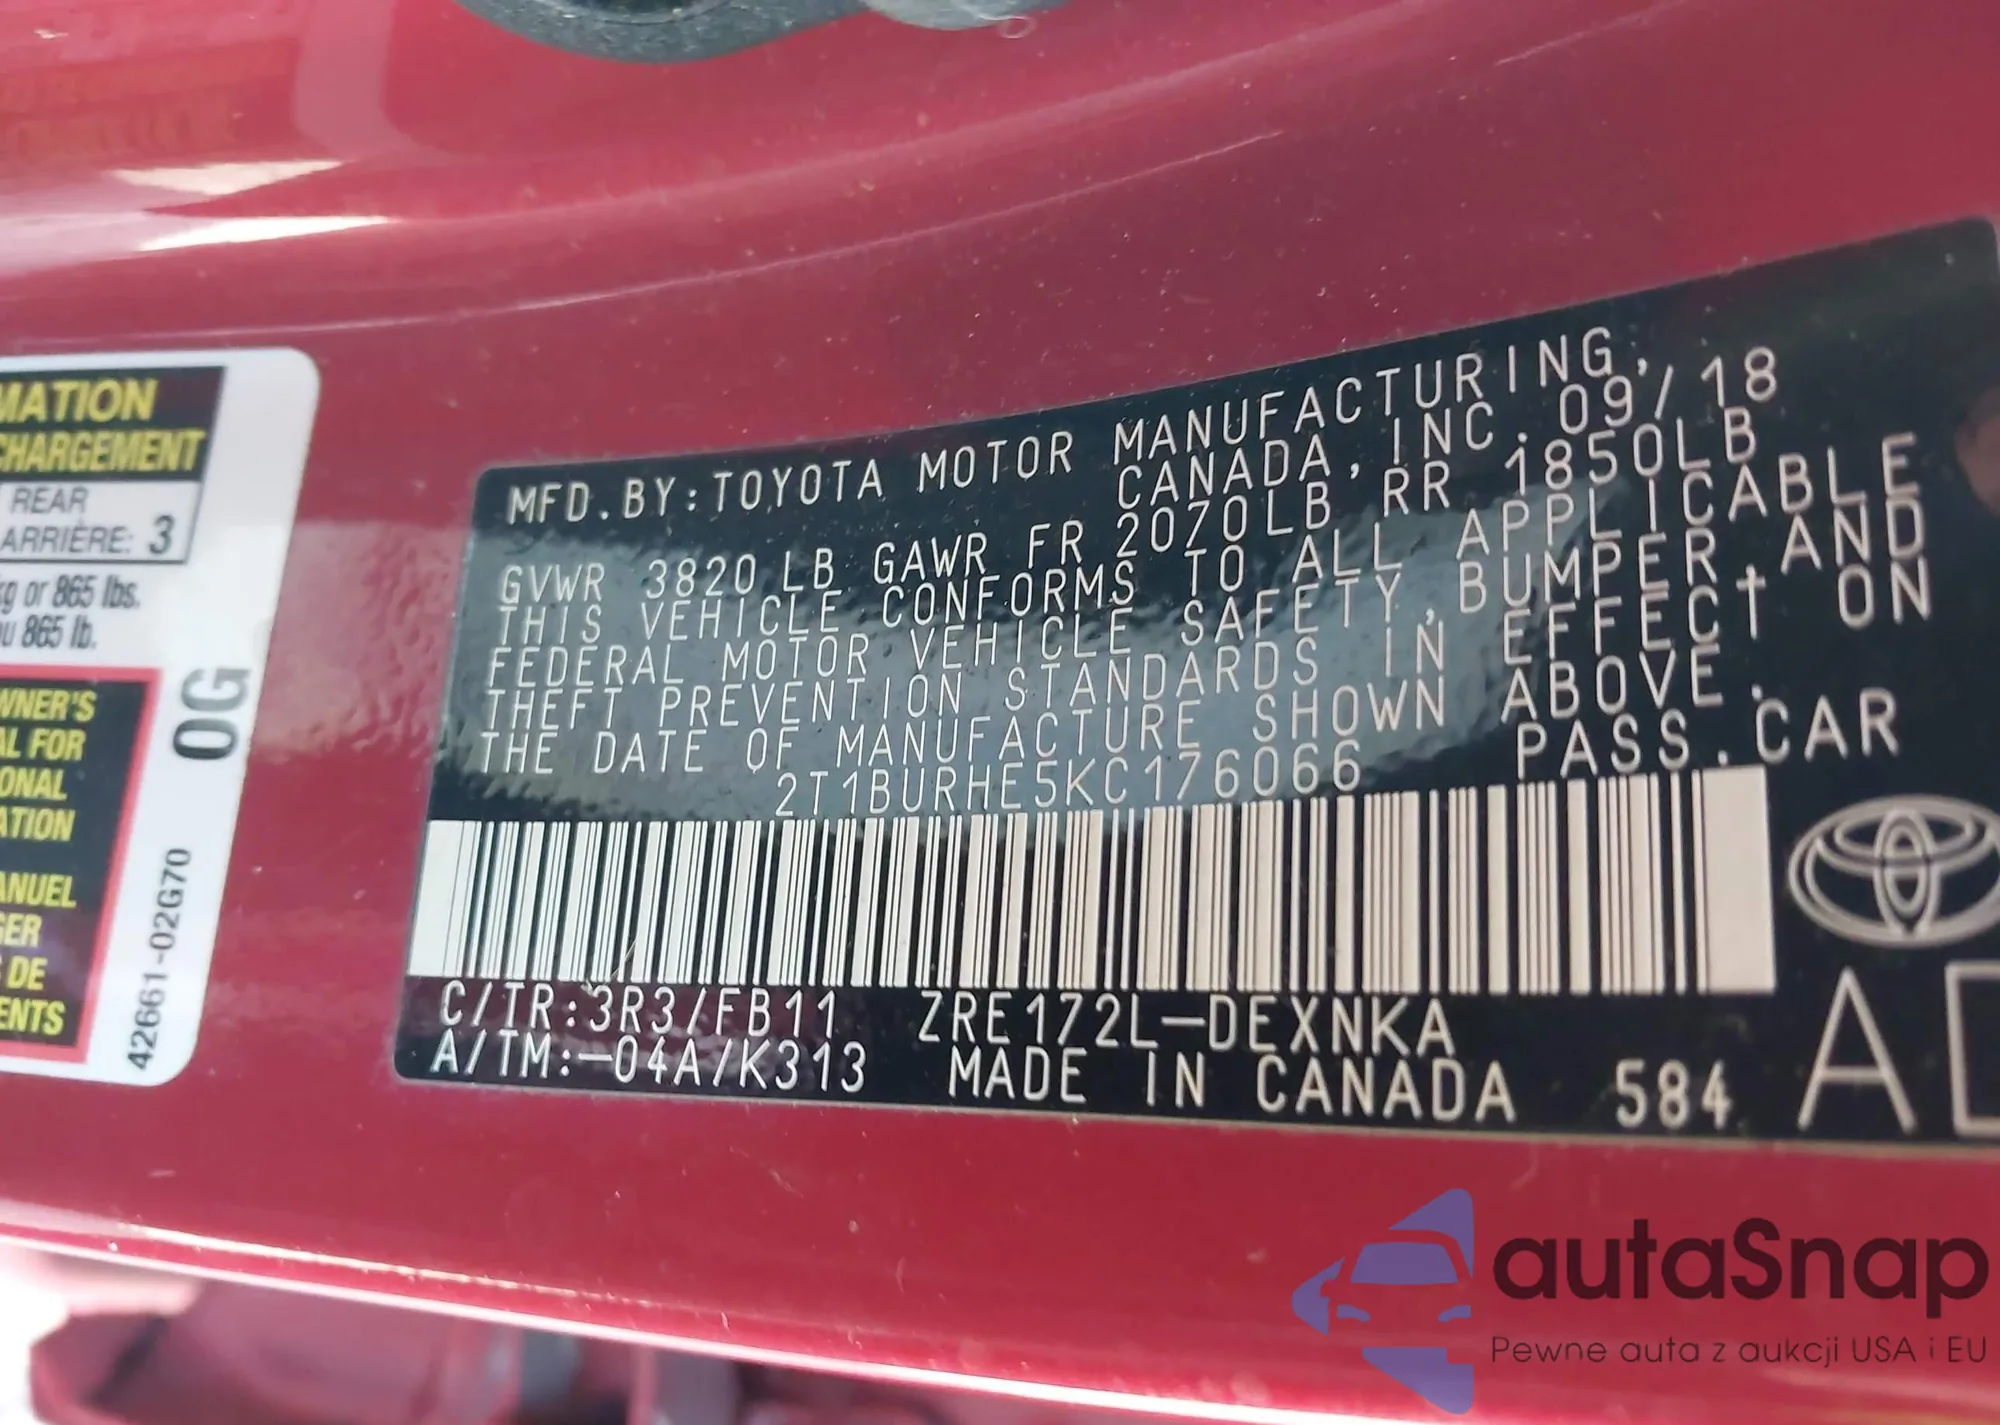 MATION
CHARGEMENT
REAR
ARRIÈRE: 3
kg or 865 lbs.
ou 865 lb.
WNER'S
AL FOR
ONAL
ATION
ANUEL
GER
S DE
ENTS
0G
42661-02G70
MFD.BY:TOYOTA MOTOR MANUFACTURING,
CANADA, INC. 09/18
GVWR 3820 LB GAWR FR 2070LB RR 1850LB
THIS VEHICLE CONFORMS TO ALL APPLICABLE
FEDERAL MOTOR VEHICLE SAFETY, BUMPER, AND
THEFT PREVENTION STANDARDS IN EFFECT ON
THE DATE OF MANUFACTURE SHOWN ABOVE.
2T1BURHE5KC176066 PASS.CAR
C/TR:3R3/FB11 ZRE172L-DEXNKA
A/TM:-04A/K313 MADE IN CANADA 584
A
autaSnap
Pewne auta z aukcji USA i EU